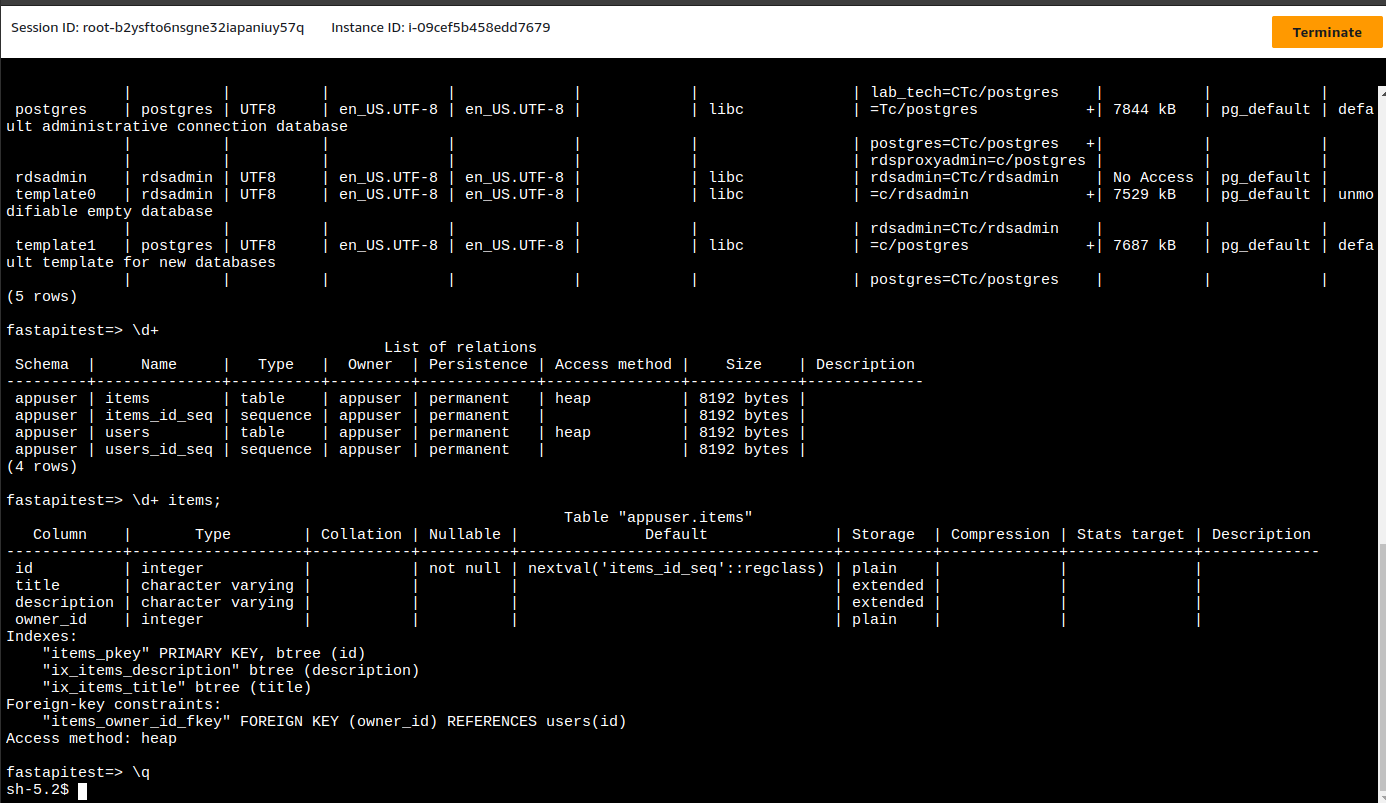 Session ID: root-b2ysfto6nsgne32iapaniuy57q Instance ID: i-09cef5b458edd7679
Terminate
             |          |          |             |             |            |                 | lab_tech=CTc/postgres    |           |            |
 postgres    | postgres | UTF8     | en_US.UTF-8 | en_US.UTF-8 |            | libc            | =Tc/postgres            +| 7844 kB   | pg_default | defa
ult administrative connection database
             |          |          |             |             |            |                 | postgres=CTc/postgres   +|           |            |
             |          |          |             |             |            |                 | rdsproxyadmin=c/postgres |           |            |
 rdsadmin    | rdsadmin | UTF8     | en_US.UTF-8 | en_US.UTF-8 |            | libc            | rdsadmin=CTc/rdsadmin    | No Access | pg_default |
 template0   | rdsadmin | UTF8     | en_US.UTF-8 | en_US.UTF-8 |            | libc            | =c/rdsadmin             +| 7529 kB   | pg_default | unmo
difiable empty database
             |          |          |             |             |            |                 | rdsadmin=CTc/rdsadmin    |           |            |
 template1   | postgres | UTF8     | en_US.UTF-8 | en_US.UTF-8 |            | libc            | =c/postgres             +| 7687 kB   | pg_default | defa
ult template for new databases
             |          |          |             |             |            |                 | postgres=CTc/postgres    |           |            |
(5 rows)
fastapitest=> \d+
                                          List of relations
 Schema  |     Name     |   Type   |  Owner  | Persistence | Access method |    Size    | Description
---------+--------------+----------+---------+-------------+---------------+------------+-------------
 appuser | items        | table    | appuser | permanent   | heap          | 8192 bytes |
 appuser | items_id_seq | sequence | appuser | permanent   |               | 8192 bytes |
 appuser | users        | table    | appuser | permanent   | heap          | 8192 bytes |
 appuser | users_id_seq | sequence | appuser | permanent   |               | 8192 bytes |
(4 rows)
fastapitest=> \d+ items;
                                                              Table "appuser.items"
   Column    |       Type        | Collation | Nullable |              Default              | Storage  | Compression | Stats target | Description
-------------+-------------------+-----------+----------+-----------------------------------+----------+-------------+--------------+-------------
 id          | integer           |           | not null | nextval('items_id_seq'::regclass) | plain    |             |              |
 title       | character varying |           |          |                                   | extended |             |              |
 description | character varying |           |          |                                   | extended |             |              |
 owner_id    | integer           |           |          |                                   | plain    |             |              |
Indexes:
    "items_pkey" PRIMARY KEY, btree (id)
    "ix_items_description" btree (description)
    "ix_items_title" btree (title)
Foreign-key constraints:
    "items_owner_id_fkey" FOREIGN KEY (owner_id) REFERENCES users(id)
Access method: heap
fastapitest=> \q
sh-5.2$